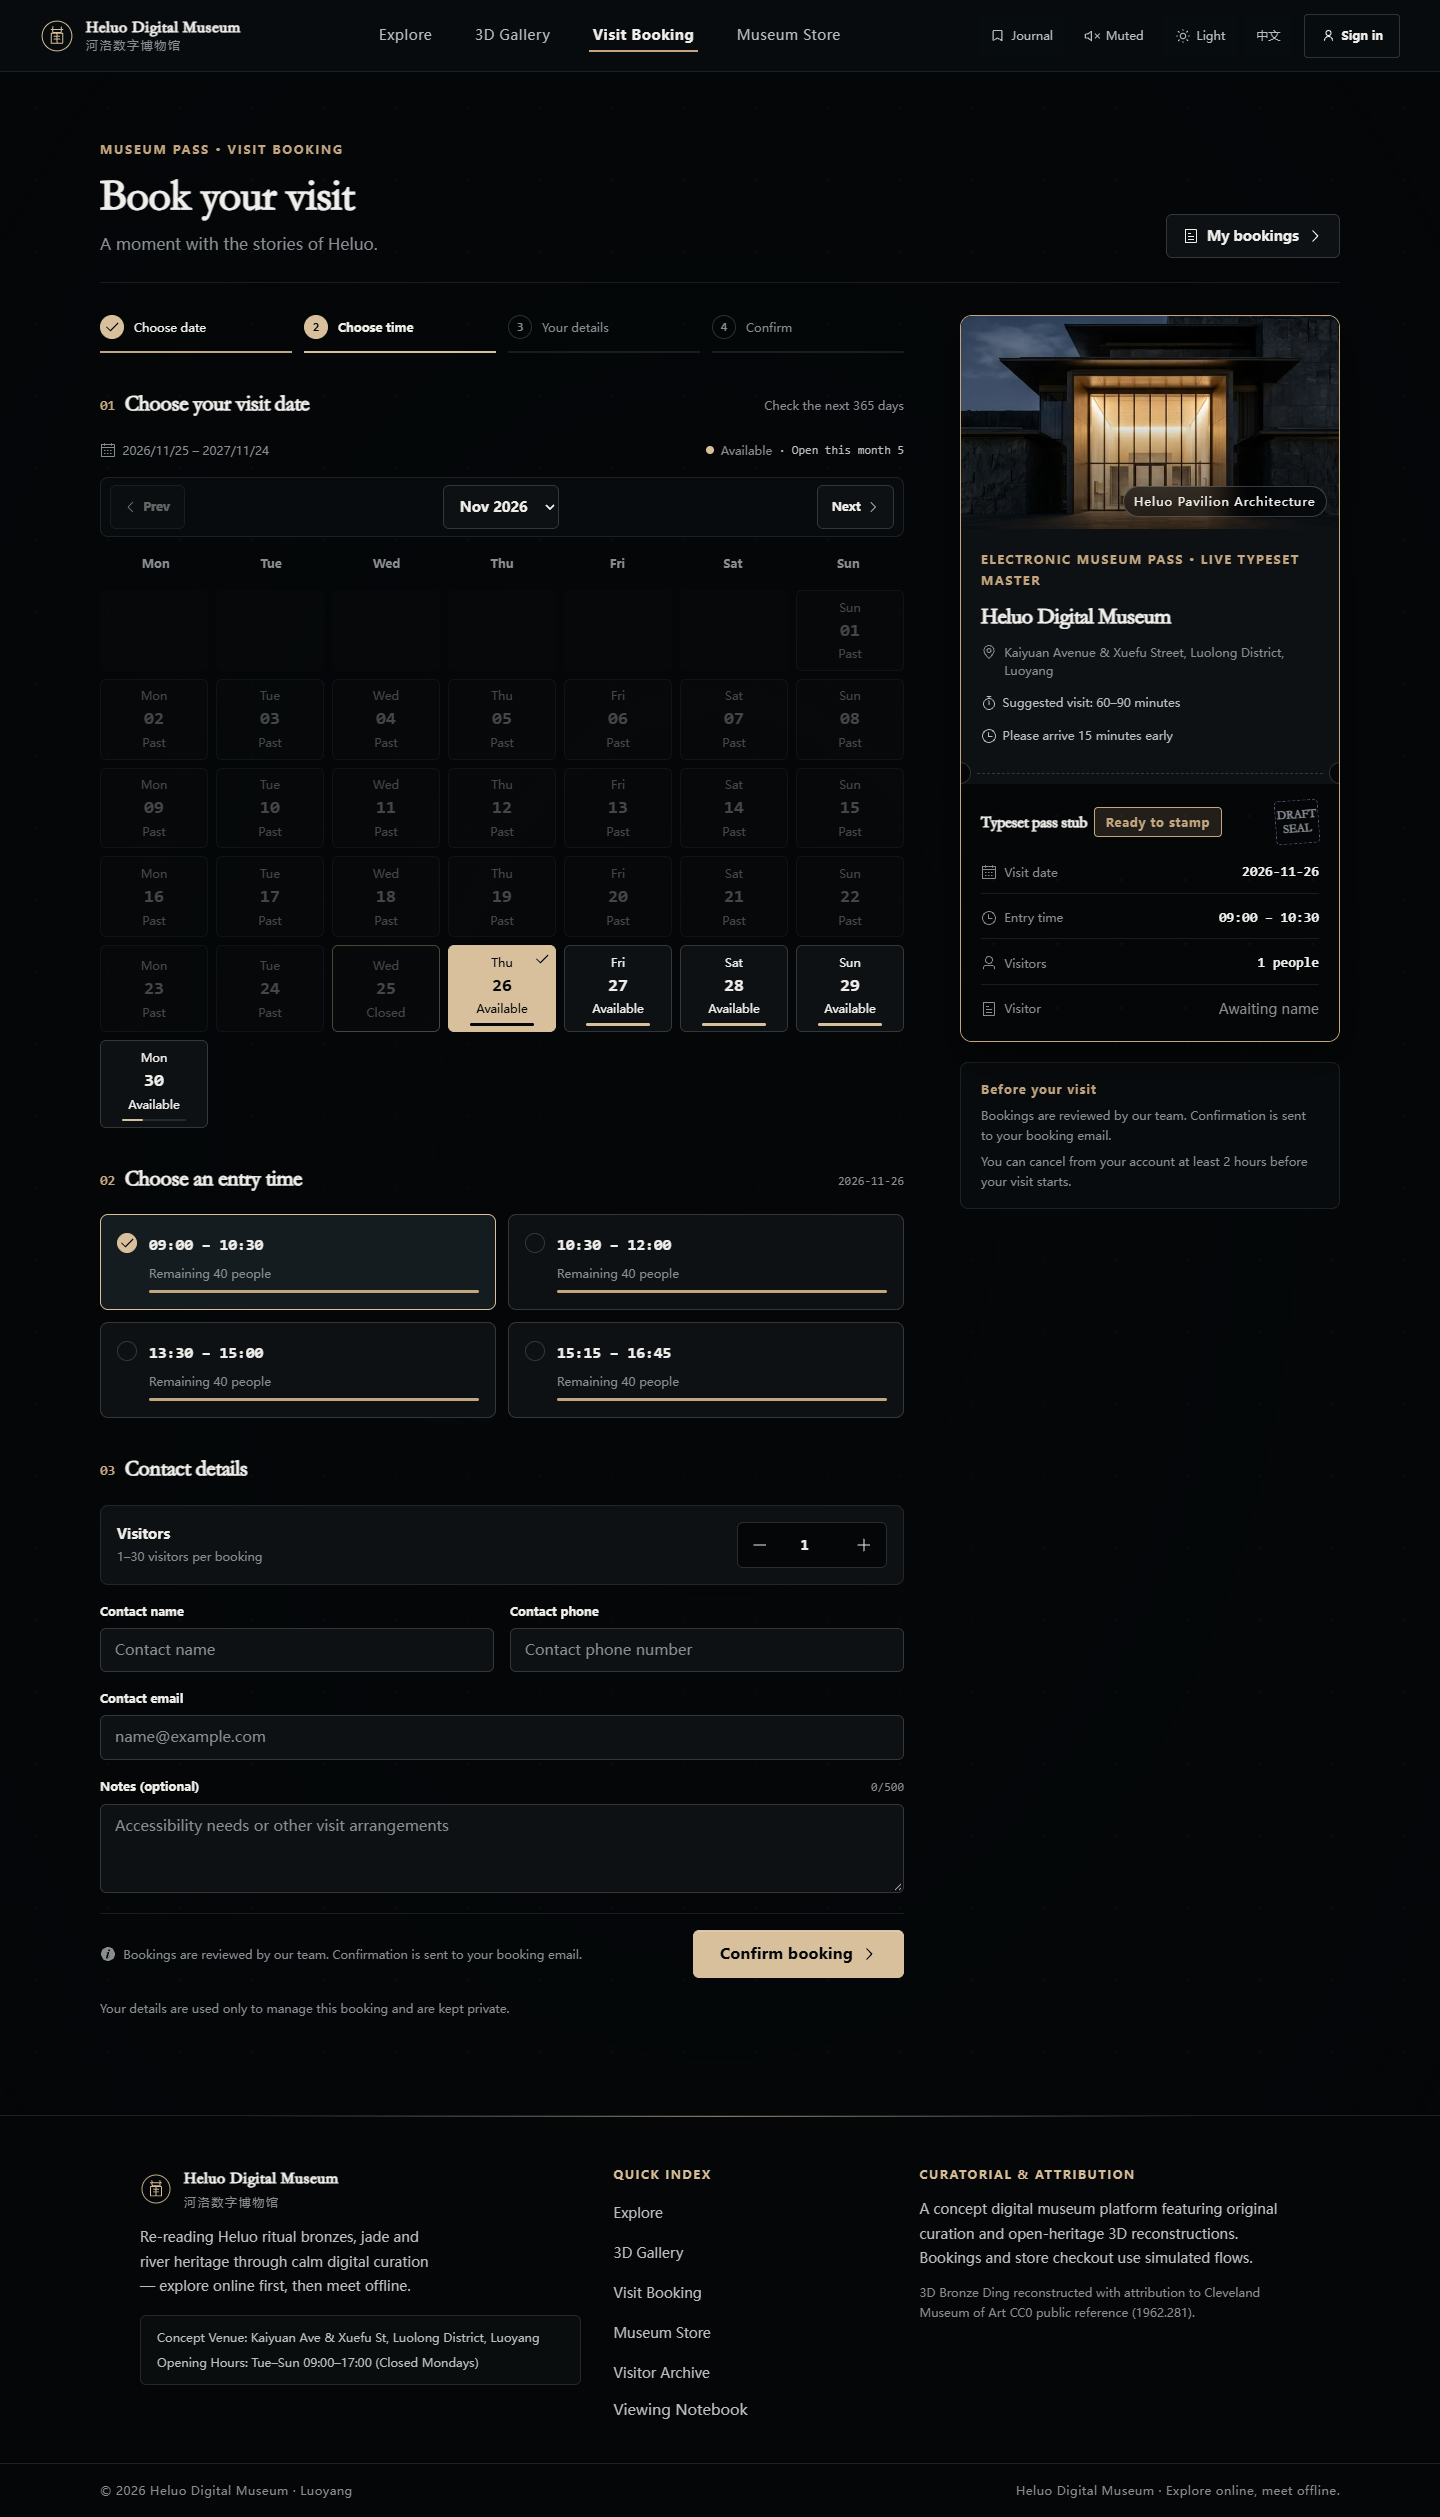 Heluo Digital Museum
河洛数字博物馆
Explore
3D Gallery
Visit Booking
Museum Store
Journal
Muted
Light
中文
Sign in
MUSEUM PASS • VISIT BOOKING
Book your visit
A moment with the stories of Heluo.
My bookings
Choose date
2 Choose time
3 Your details
4 Confirm
01 Choose your visit date
Check the next 365 days
2026/11/25 – 2027/11/24
Available · Open this month 5
Prev
Nov 2026
Next
Mon Tue Wed Thu Fri Sat Sun
Sun
01
Past
Mon Tue Wed Thu Fri Sat Sun
02 03 04 05 06 07 08
Past Past Past Past Past Past Past
Mon Tue Wed Thu Fri Sat Sun
09 10 11 12 13 14 15
Past Past Past Past Past Past Past
Mon Tue Wed Thu Fri Sat Sun
16 17 18 19 20 21 22
Past Past Past Past Past Past Past
Mon Tue Wed Thu Fri Sat Sun
23 24 25 26 27 28 29
Past Past Closed Available Available Available Available
Mon
30
Available
02 Choose an entry time
2026-11-26
09:00 – 10:30
Remaining 40 people
10:30 – 12:00
Remaining 40 people
13:30 – 15:00
Remaining 40 people
15:15 – 16:45
Remaining 40 people
03 Contact details
Visitors
1–30 visitors per booking
1
Contact name
Contact name
Contact phone
Contact phone number
Contact email
name@example.com
Notes (optional)
0/500
Accessibility needs or other visit arrangements
Bookings are reviewed by our team. Confirmation is sent to your booking email.
Confirm booking
Your details are used only to manage this booking and are kept private.
Heluo Pavilion Architecture
ELECTRONIC MUSEUM PASS • LIVE TYPESET
MASTER
Heluo Digital Museum
Kaiyuan Avenue & Xuefu Street, Luolong District,
Luoyang
Suggested visit: 60–90 minutes
Please arrive 15 minutes early
Typeset pass stub
Ready to stamp
DRAFT
SEAL
Visit date
2026-11-26
Entry time
09:00 – 10:30
Visitors
1 people
Visitor
Awaiting name
Before your visit
Bookings are reviewed by our team. Confirmation is sent
to your booking email.
You can cancel from your account at least 2 hours before
your visit starts.
Heluo Digital Museum
河洛数字博物馆
Re-reading Heluo ritual bronzes, jade and
river heritage through calm digital curation
— explore online first, then meet offline.
Concept Venue: Kaiyuan Ave & Xuefu St, Luolong District, Luoyang
Opening Hours: Tue–Sun 09:00–17:00 (Closed Mondays)
QUICK INDEX
Explore
3D Gallery
Visit Booking
Museum Store
Visitor Archive
Viewing Notebook
CURATORIAL & ATTRIBUTION
A concept digital museum platform featuring original
curation and open-heritage 3D reconstructions.
Bookings and store checkout use simulated flows.
3D Bronze Ding reconstructed with attribution to Cleveland
Museum of Art CC0 public reference (1962.281).
© 2026 Heluo Digital Museum · Luoyang
Heluo Digital Museum · Explore online, meet offline.